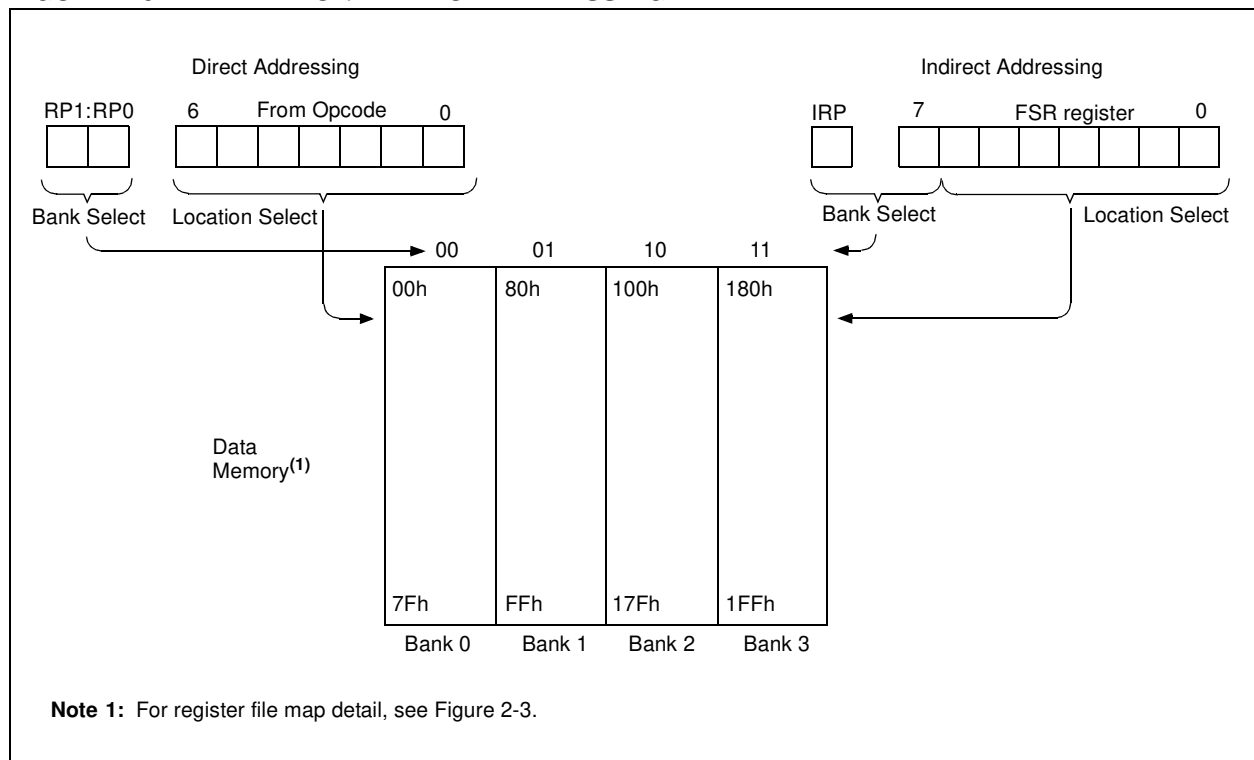 Direct Addressing
Indirect Addressing
RP1:RP0 6 From Opcode 0
IRP 7 FSR register 0
Bank Select Location Select
Bank Select Location Select
00 01 10 11
00h 80h 100h 180h
Data
Memory(1)
7Fh FFh 17Fh 1FFh
Bank 0 Bank 1 Bank 2 Bank 3
Note 1: For register file map detail, see Figure 2-3.